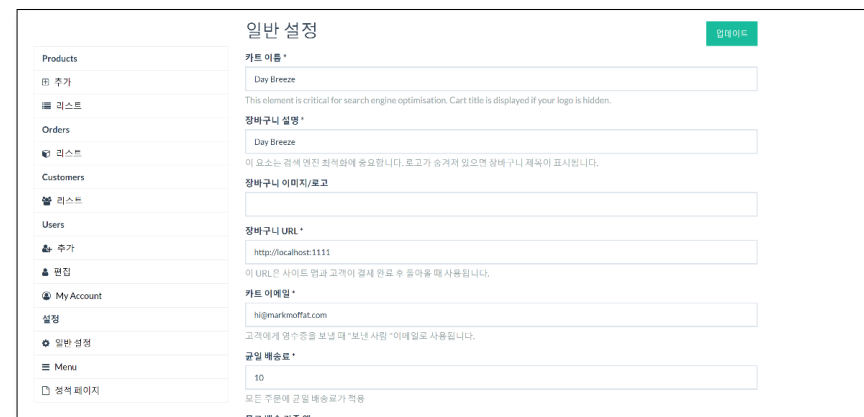 일반 설정
업데이트
Products
추가
리스트
Orders
리스트
Customers
리스트
Users
추가
편집
My Account
설정
일반 설정
Menu
정적 페이지
카트 이름 *
Day Breeze
This element is critical for search engine optimisation. Cart title is displayed if your logo is hidden.
장바구니 설명 *
Day Breeze
이 요소는 검색 엔진 최적화에 중요합니다. 로고가 숨겨져 있으면 장바구니 제목이 표시됩니다.
장바구니 이미지/로고
장바구니 URL *
http://localhost:1111
이 URL은 사이트 맵과 고객이 결제 완료 후 돌아올 때 사용됩니다.
카트 이메일 *
hi@markmoffat.com
고객에게 영수증을 보낼 때 "보낸 사람 "이메일로 사용됩니다.
균일 배송료 *
10
모든 주문에 균일 배송료가 적용